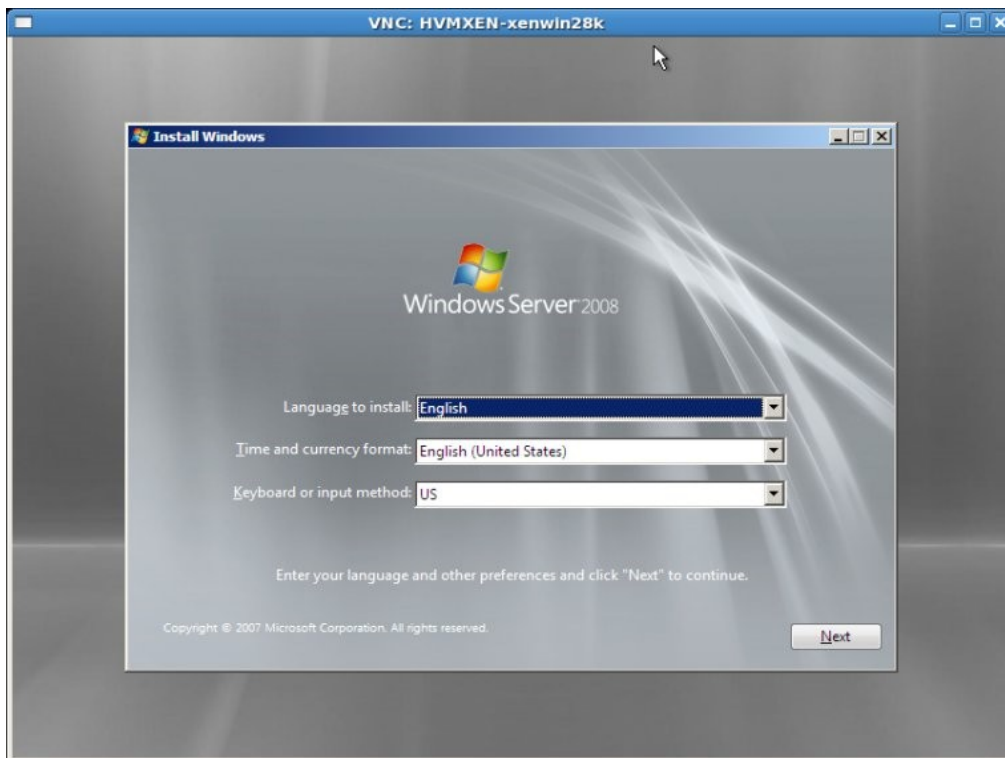 VNC: HVMXEN-xenwin28k
Install Windows
Windows Server 2008
Language to install: English
Time and currency format: English (United States)
Keyboard or input method: US
Enter your language and other preferences and click "Next" to continue.
Copyright © 2007 Microsoft Corporation. All rights reserved.
Next